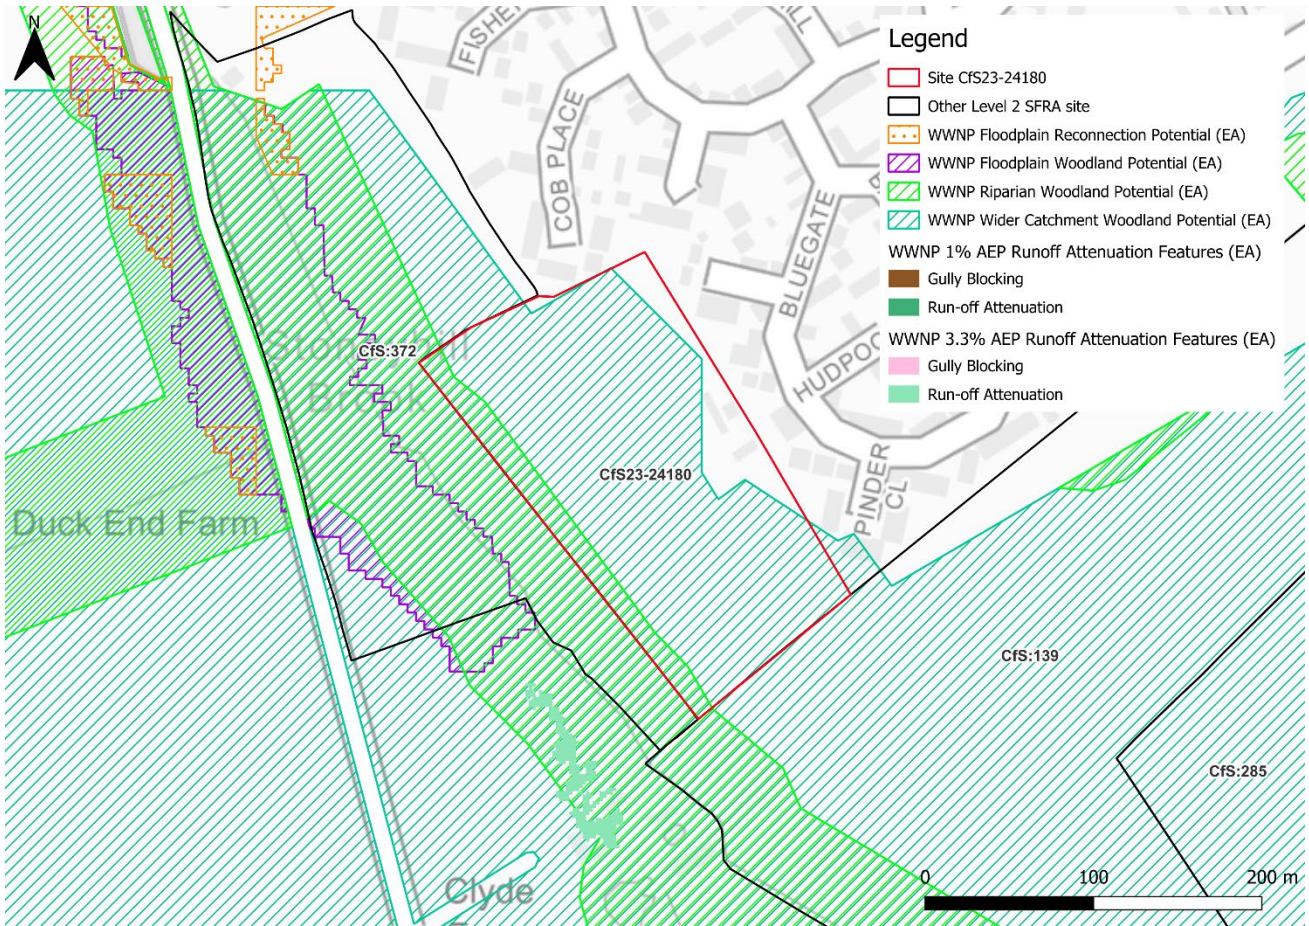 N
FISHE
ILL
COB PLACE
BLUEGATE
HUDPOO
PINDER
CL
Stoneyhill
Brook
Duck End Farm
Clyde
CfS:372
CfS23-24180
CfS:139
CfS:285
Legend
Site CfS23-24180
Other Level 2 SFRA site
WWNP Floodplain Reconnection Potential (EA)
WWNP Floodplain Woodland Potential (EA)
WWNP Riparian Woodland Potential (EA)
WWNP Wider Catchment Woodland Potential (EA)
WWNP 1% AEP Runoff Attenuation Features (EA)
Gully Blocking
Run-off Attenuation
WWNP 3.3% AEP Runoff Attenuation Features (EA)
Gully Blocking
Run-off Attenuation
0 100 200 m